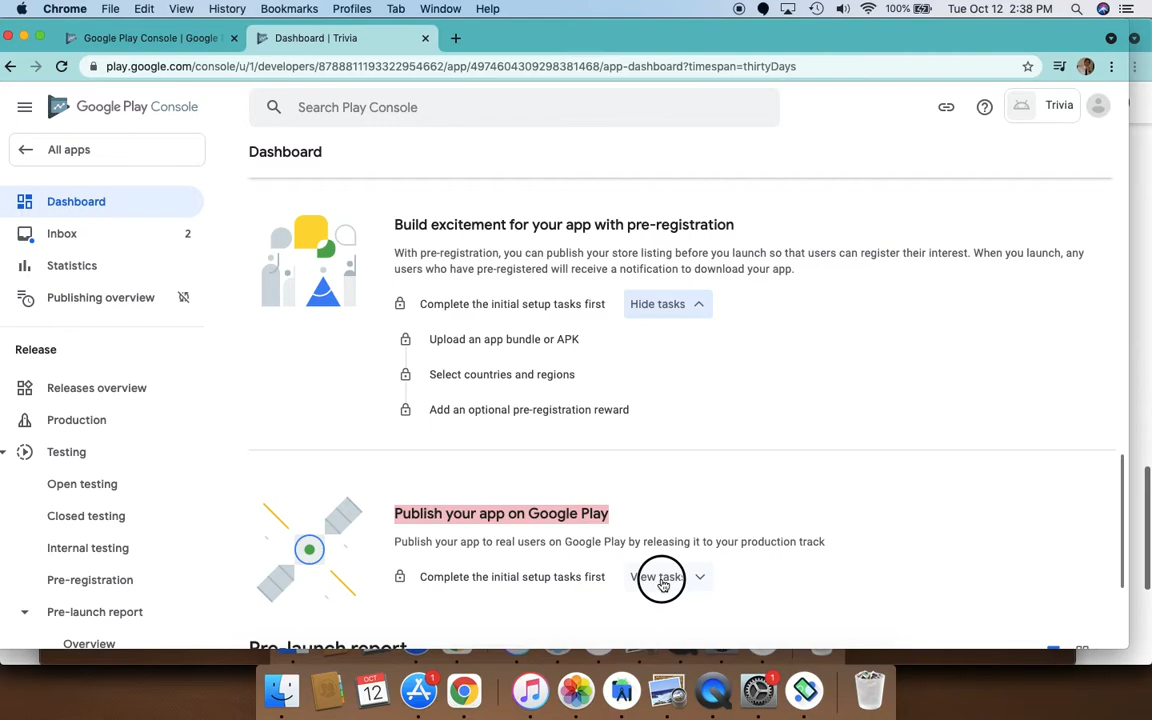 Chrome File Edit View History Bookmarks Profiles Tab Window Help 100% Tue Oct 12 2:38 PM
Google Play Console | Google Dashboard | Trivia
play.google.com/console/u/1/developers/8788811193322954662/app/4974604309298381468/app-dashboard?timespan=thirtyDays
Google Play Console Search Play Console Trivia
All apps
Dashboard
Dashboard
Inbox 2
Statistics
Publishing overview
Release
Releases overview
Production
Testing
Open testing
Closed testing
Internal testing
Pre-registration
Pre-launch report
Overview
Build excitement for your app with pre-registration
With pre-registration, you can publish your store listing before you launch so that users can register their interest. When you launch, any
users who have pre-registered will receive a notification to download your app.
Complete the initial setup tasks first Hide tasks
Upload an app bundle or APK
Select countries and regions
Add an optional pre-registration reward
Publish your app on Google Play
Publish your app to real users on Google Play by releasing it to your production track
Complete the initial setup tasks first View tasks
Pre-launch report
OCT
12
1
1